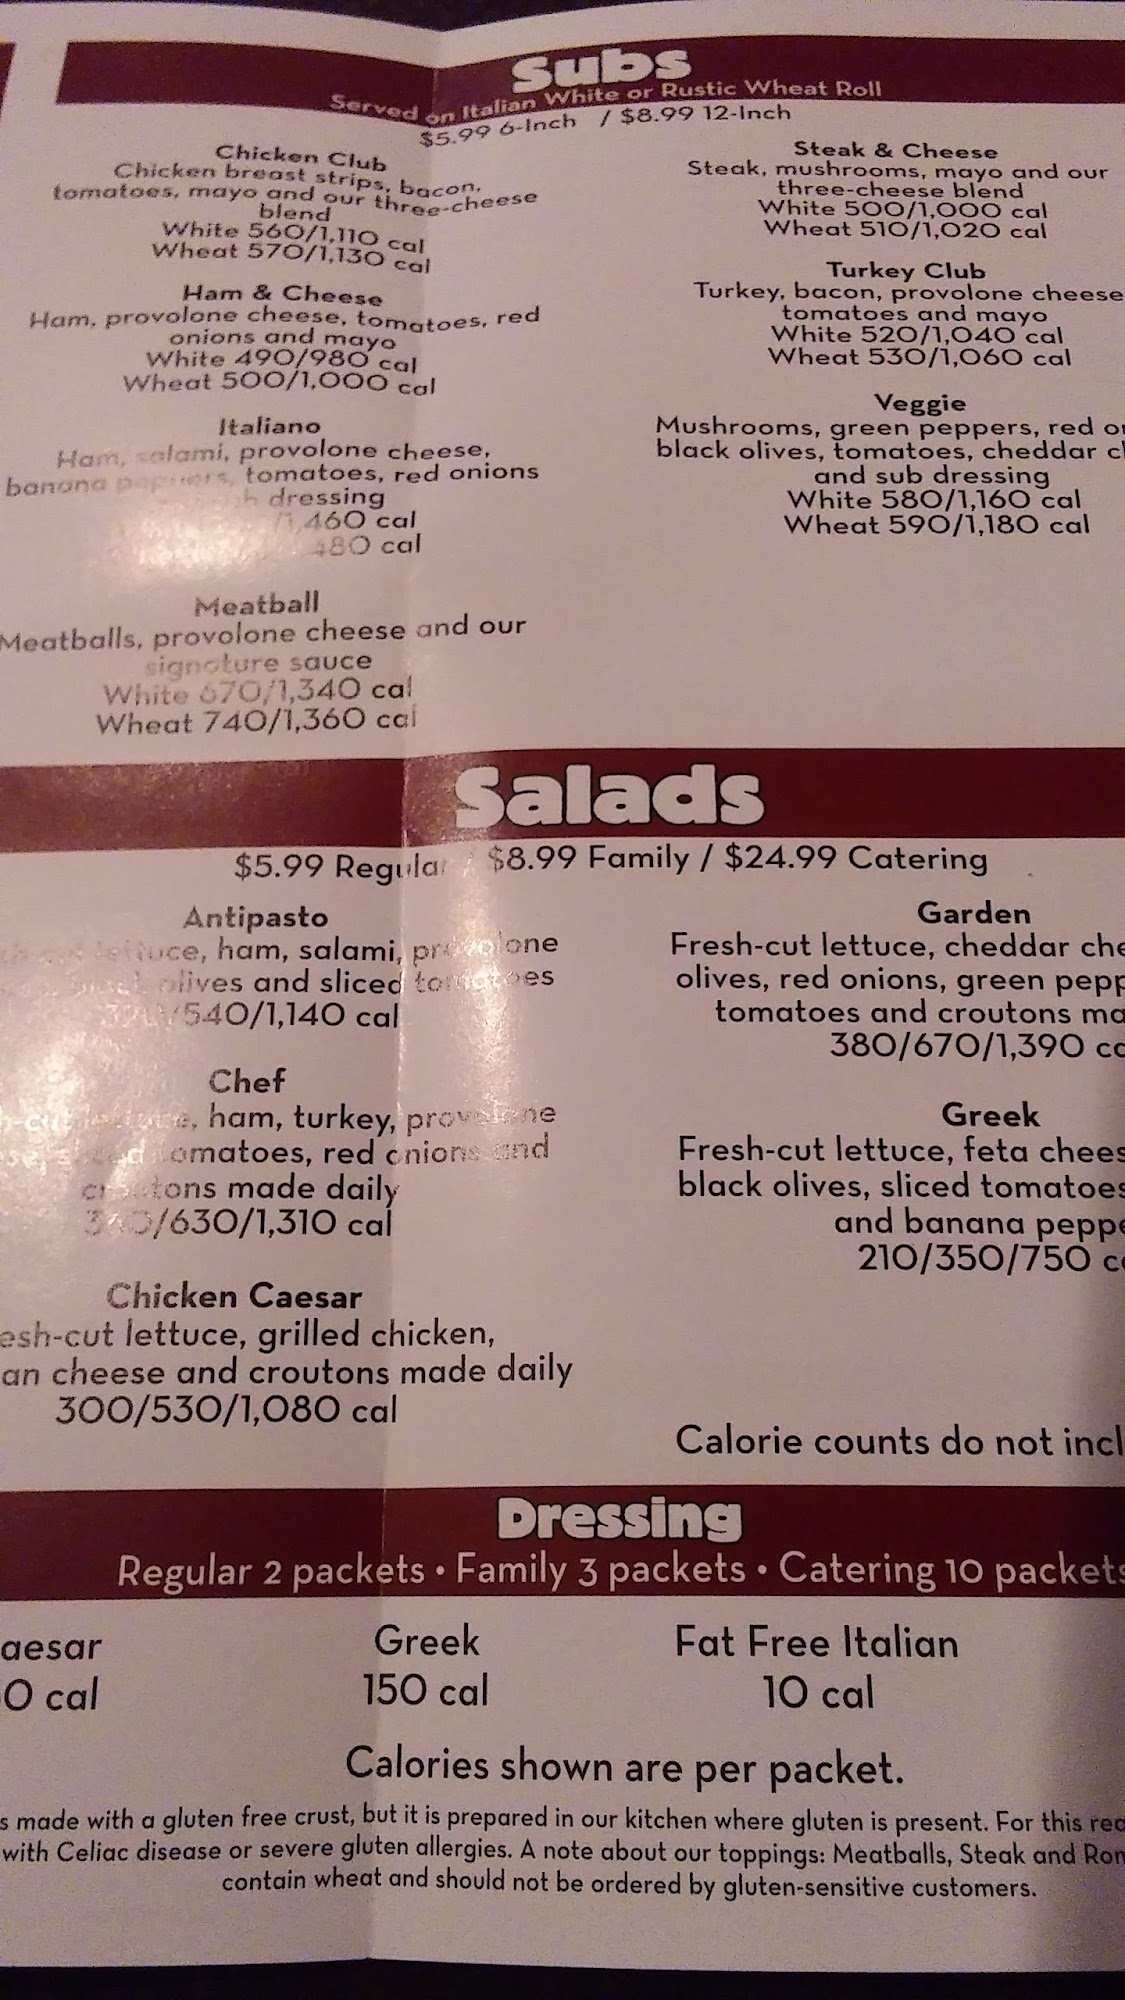 Subs
Served on Italian White or Rustic Wheat Roll
$5.99 6-Inch / $8.99 12-Inch
Chicken Club
Chicken breast strips, bacon,
tomatoes, mayo and our three-cheese
blend
White 560/1,110 cal
Wheat 570/1,130 cal
Ham & Cheese
Ham, provolone cheese, tomatoes, red
onions and mayo
White 490/980 cal
Wheat 500/1,000 cal
Italiano
Ham, salami, provolone cheese,
banana peppers, tomatoes, red onions
dressing
/1,460 cal
480 cal
Meatball
Meatballs, provolone cheese and our
signature sauce
White 670/1,340 cal
Wheat 740/1,360 cal
Steak & Cheese
Steak, mushrooms, mayo and our
three-cheese blend
White 500/1,000 cal
Wheat 510/1,020 cal
Turkey Club
Turkey, bacon, provolone cheese
tomatoes and mayo
White 520/1,040 cal
Wheat 530/1,060 cal
Veggie
Mushrooms, green peppers, red
black olives, tomatoes, cheddar
and sub dressing
White 580/1,160 cal
Wheat 590/1,180 cal
Salads
$5.99 Regular / $8.99 Family / $24.99 Catering
Antipasto
lettuce, ham, salami, provolone
olives and sliced tomatoes
/540/1,140 cal
Chef
ham, turkey, provolone
sliced tomatoes, red onions and
croutons made daily
/630/1,310 cal
Chicken Caesar
esh-cut lettuce, grilled chicken,
an cheese and croutons made daily
300/530/1,080 cal
Garden
Fresh-cut lettuce, cheddar
olives, red onions, green
tomatoes and croutons
380/670/1,390
Greek
Fresh-cut lettuce, feta
black olives, sliced tomatoes
and banana
210/350/750
Calorie counts do not
Dressing
Regular 2 packets • Family 3 packets • Catering 10 packets
aesar
0 cal
Greek
150 cal
Fat Free Italian
10 cal
Calories shown are per packet.
s made with a gluten free crust, but it is prepared in our kitchen where gluten is present. For this
with Celiac disease or severe gluten allergies. A note about our toppings: Meatballs, Steak and
contain wheat and should not be ordered by gluten-sensitive customers.